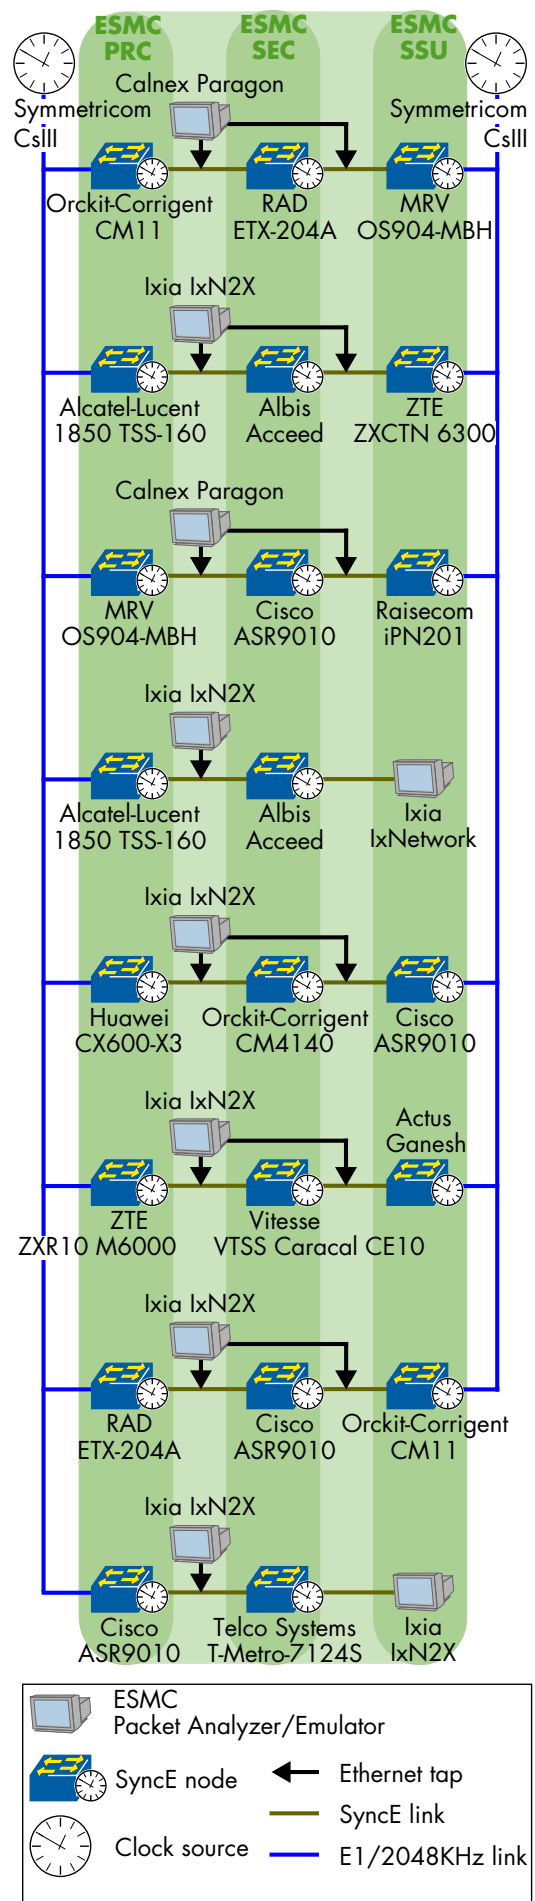 ESMC PRC
ESMC SEC
ESMC SSU
Symmetricom CsIII
Symmetricom CsIII
Calnex Paragon
Orckit-Corrigent CM11
RAD ETX-204A
MRV OS904-MBH
Ixia IxN2X
Alcatel-Lucent 1850 TSS-160
Albis Acceed
ZTE ZXCTN 6300
Calnex Paragon
MRV OS904-MBH
Cisco ASR9010
Raisecom iPN201
Ixia IxN2X
Alcatel-Lucent 1850 TSS-160
Albis Acceed
Ixia IxNetwork
Ixia IxN2X
Huawei CX600-X3
Orckit-Corrigent CM4140
Cisco ASR9010
Ixia IxN2X
Actus Ganesh
ZTE ZXR10 M6000
Vitesse VTSS Caracal CE10
Ixia IxN2X
RAD ETX-204A
Cisco ASR9010
Orckit-Corrigent CM11
Ixia IxN2X
Cisco ASR9010
Telco Systems T-Metro-7124S
Ixia IxN2X
ESMC Packet Analyzer/Emulator
SyncE node
Clock source
Ethernet tap
SyncE link
E1/2048KHz link